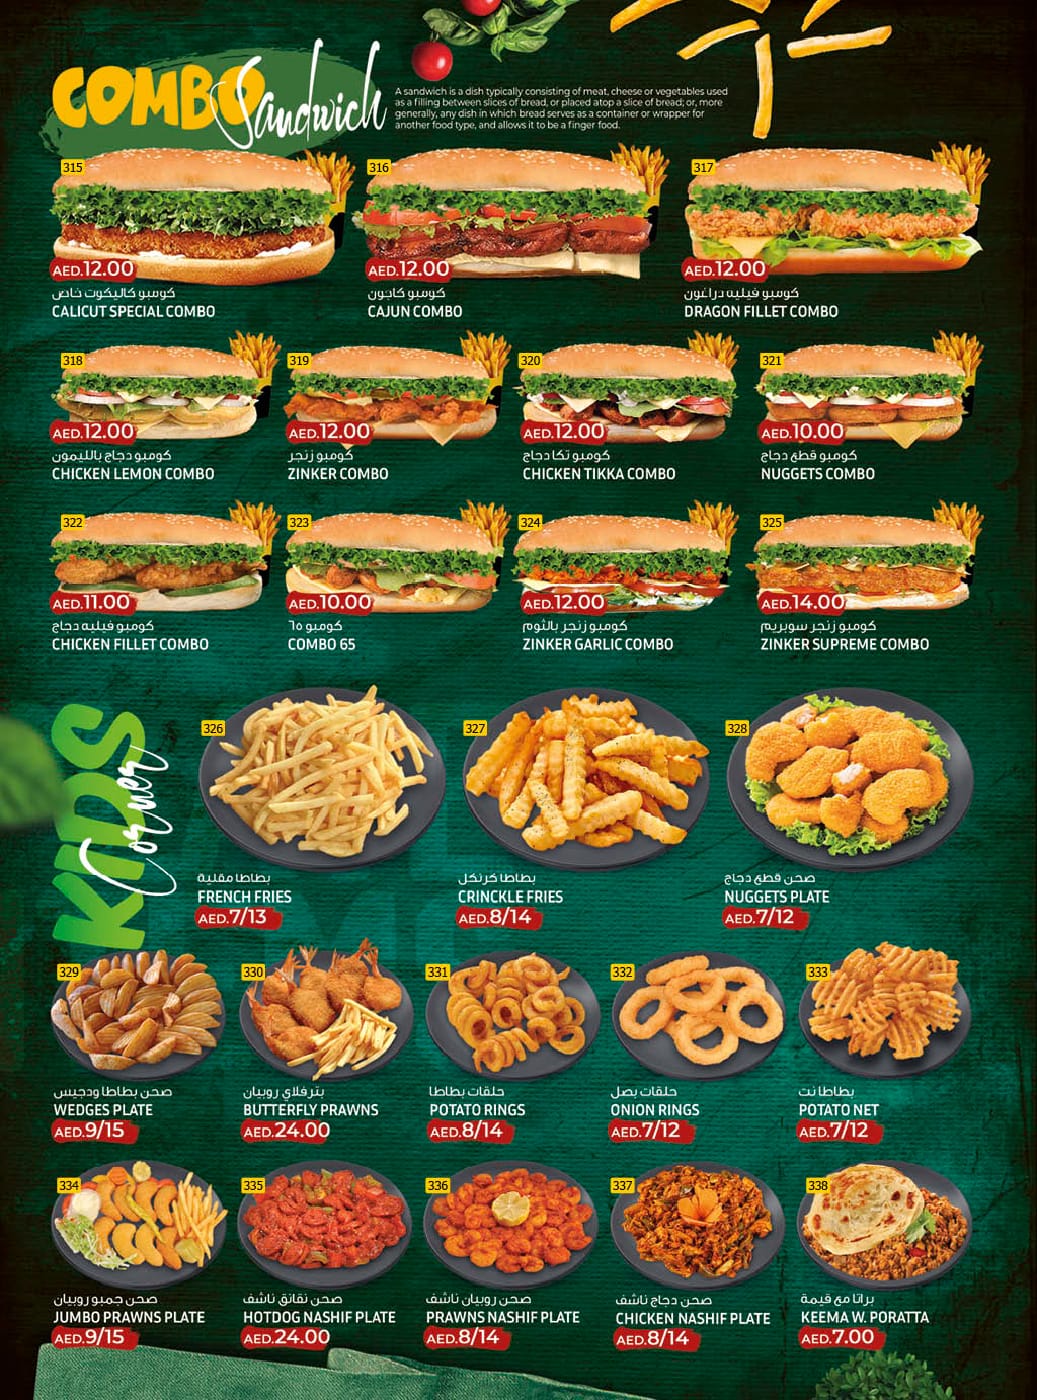 COMBO
Sandwich
A sandwich is a dish typically consisting of meat, cheese or vegetables used
as a filling between slices of bread, or placed atop a slice of bread; or, more
generally, any dish in which bread serves as a container or wrapper for
another food type, and allows it to be a finger food.
315
AED.12.00
كومبو كاليكوت خاص
CALICUT SPECIAL COMBO
316
AED.12.00
كومبو كاجون
CAJUN COMBO
317
AED.12.00
كومبو فيليه دراغون
DRAGON FILLET COMBO
318
AED.12.00
كومبو دجاج بالليمون
CHICKEN LEMON COMBO
319
AED.12.00
كومبو زنجر
ZINKER COMBO
320
AED.12.00
كومبو تكا دجاج
CHICKEN TIKKA COMBO
321
AED.10.00
كومبو قطع دجاج
NUGGETS COMBO
322
AED.11.00
كومبو فيليه دجاج
CHICKEN FILLET COMBO
323
AED.10.00
كومبو ٦٥
COMBO 65
324
AED.12.00
كومبو زنجر بالثوم
ZINKER GARLIC COMBO
325
AED.14.00
كومبو زنجر سوبريم
ZINKER SUPREME COMBO
KIDS
Corner
326
بطاطا مقلية
FRENCH FRIES
AED.7/13
327
بطاطا كرنكل
CRINCKLE FRIES
AED.8/14
328
صحن قطع دجاج
NUGGETS PLATE
AED.7/12
329
صحن بطاطا ودجيس
WEDGES PLATE
AED.9/15
330
بترفلاي روبيان
BUTTERFLY PRAWNS
AED.24.00
331
حلقات بطاطا
POTATO RINGS
AED.8/14
332
حلقات بصل
ONION RINGS
AED.7/12
333
بطاطا نت
POTATO NET
AED.7/12
334
صحن جمبو روبيان
JUMBO PRAWNS PLATE
AED.9/15
335
صحن نقانق ناشف
HOTDOG NASHIF PLATE
AED.24.00
336
صحن روبيان ناشف
PRAWNS NASHIF PLATE
AED.8/14
337
صحن دجاج ناشف
CHICKEN NASHIF PLATE
AED.8/14
338
براتا مع قيمة
KEEMA W. PORATTA
AED.7.00